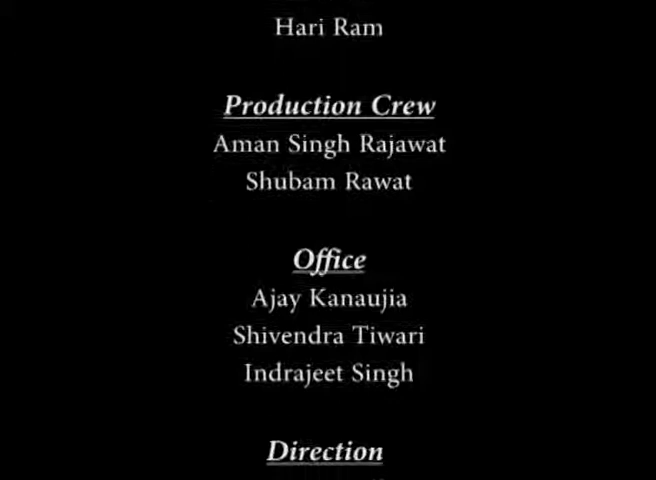 Hari Ram
Production Crew
Aman Singh Rajawat
Shubam Rawat
Office
Ajay Kanaujia
Shivendra Tiwari
Indrajeet Singh
Direction